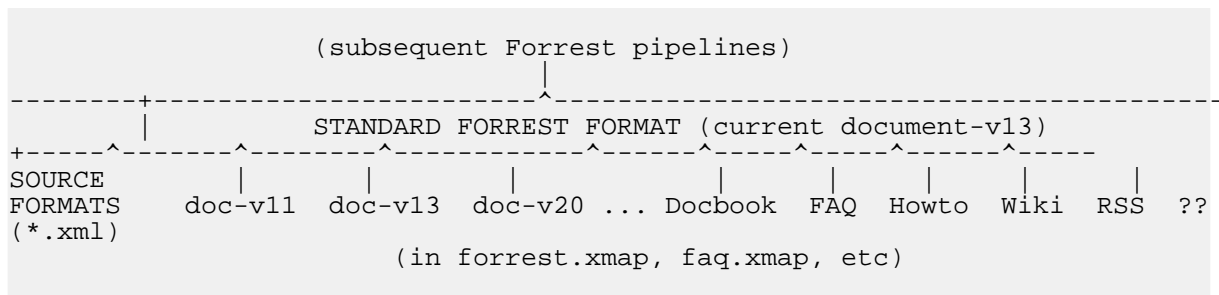 (subsequent Forrest pipelines)
|
--------+------------------------^------------------------------------------
| STANDARD FORREST FORMAT (current document-v13)
+-----^-------^--------^------------^------^-----^-----^------^-----
SOURCE | | | | | | | |
FORMATS doc-v11 doc-v13 doc-v20 ... Docbook FAQ Howto Wiki RSS ??
(*.xml)
(in forrest.xmap, faq.xmap, etc)